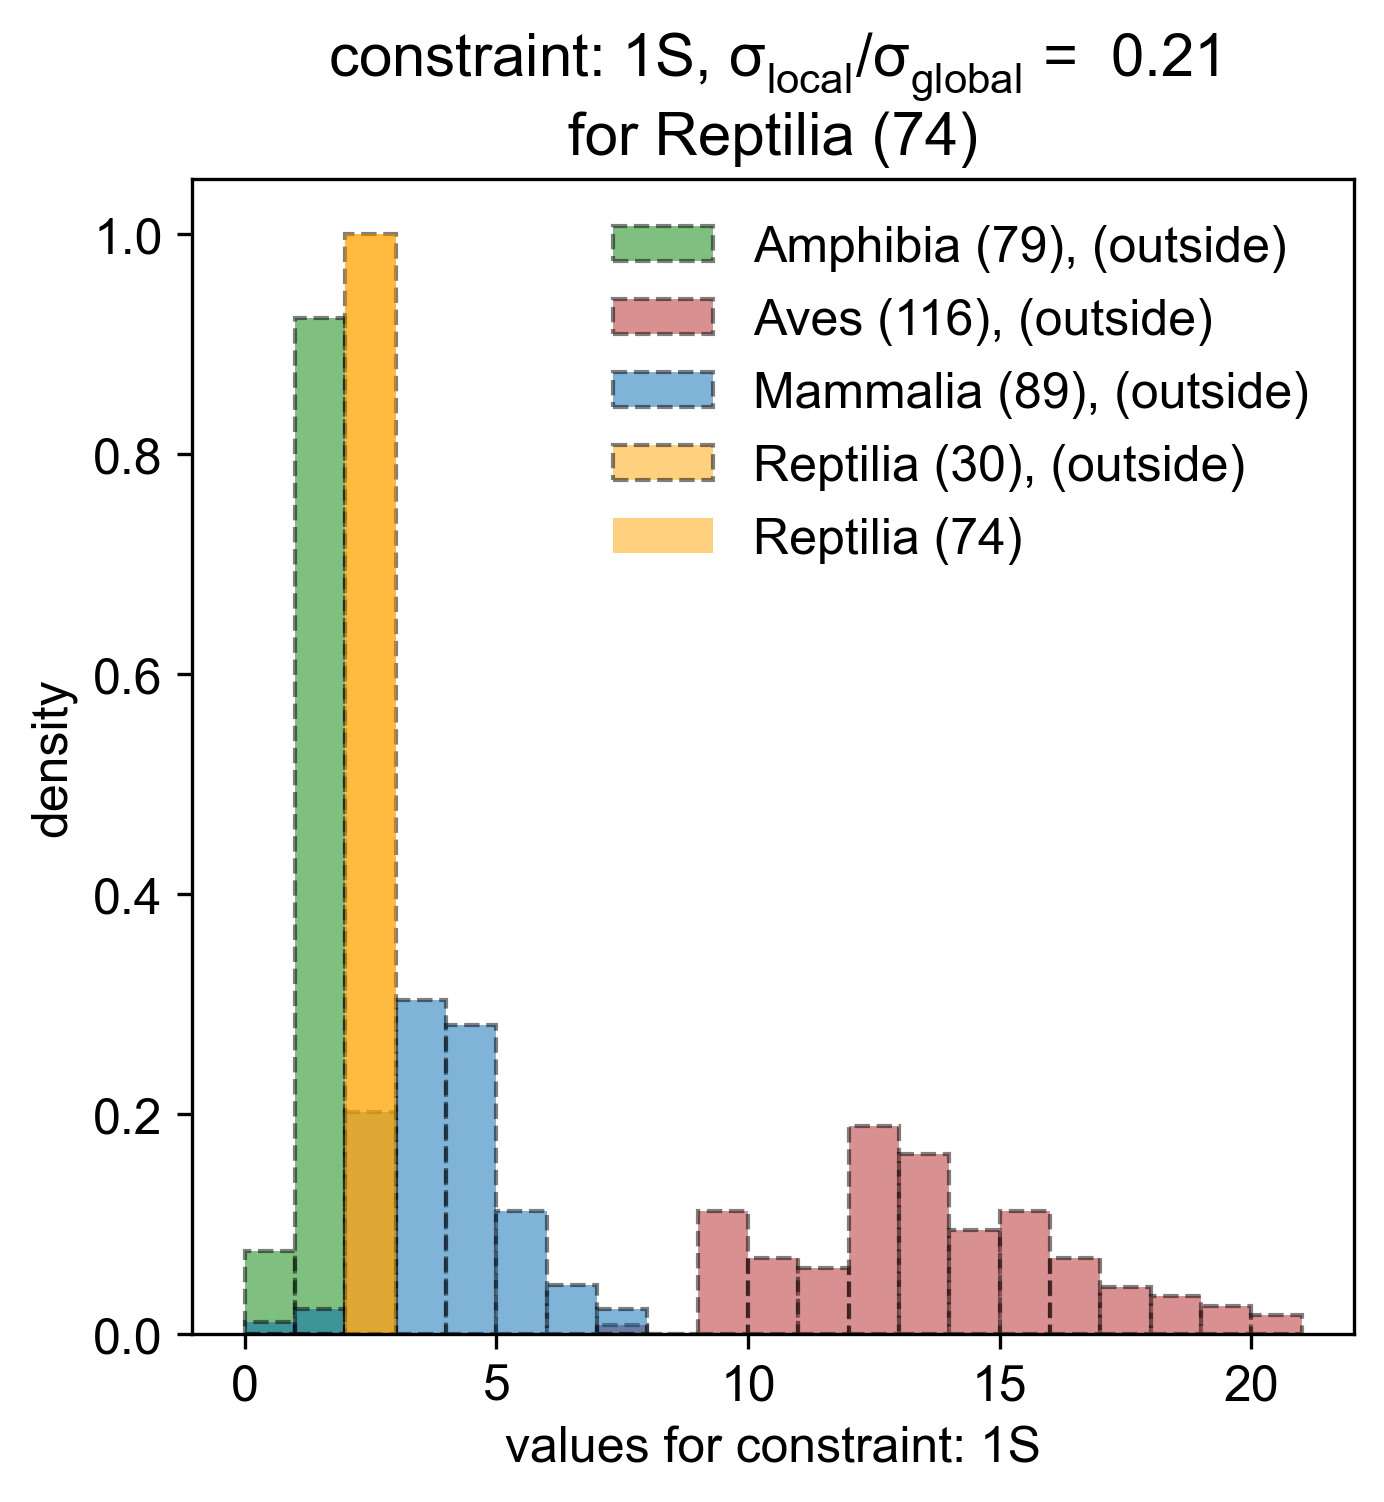 constraint: 1S, σlocal/σglobal = 0.21
for Reptilia (74)
Amphibia (79), (outside)
Aves (116), (outside)
Mammalia (89), (outside)
Reptilia (30), (outside)
Reptilia (74)
density
1.0
0.8
0.6
0.4
0.2
0.0
0 5 10 15 20
values for constraint: 1S